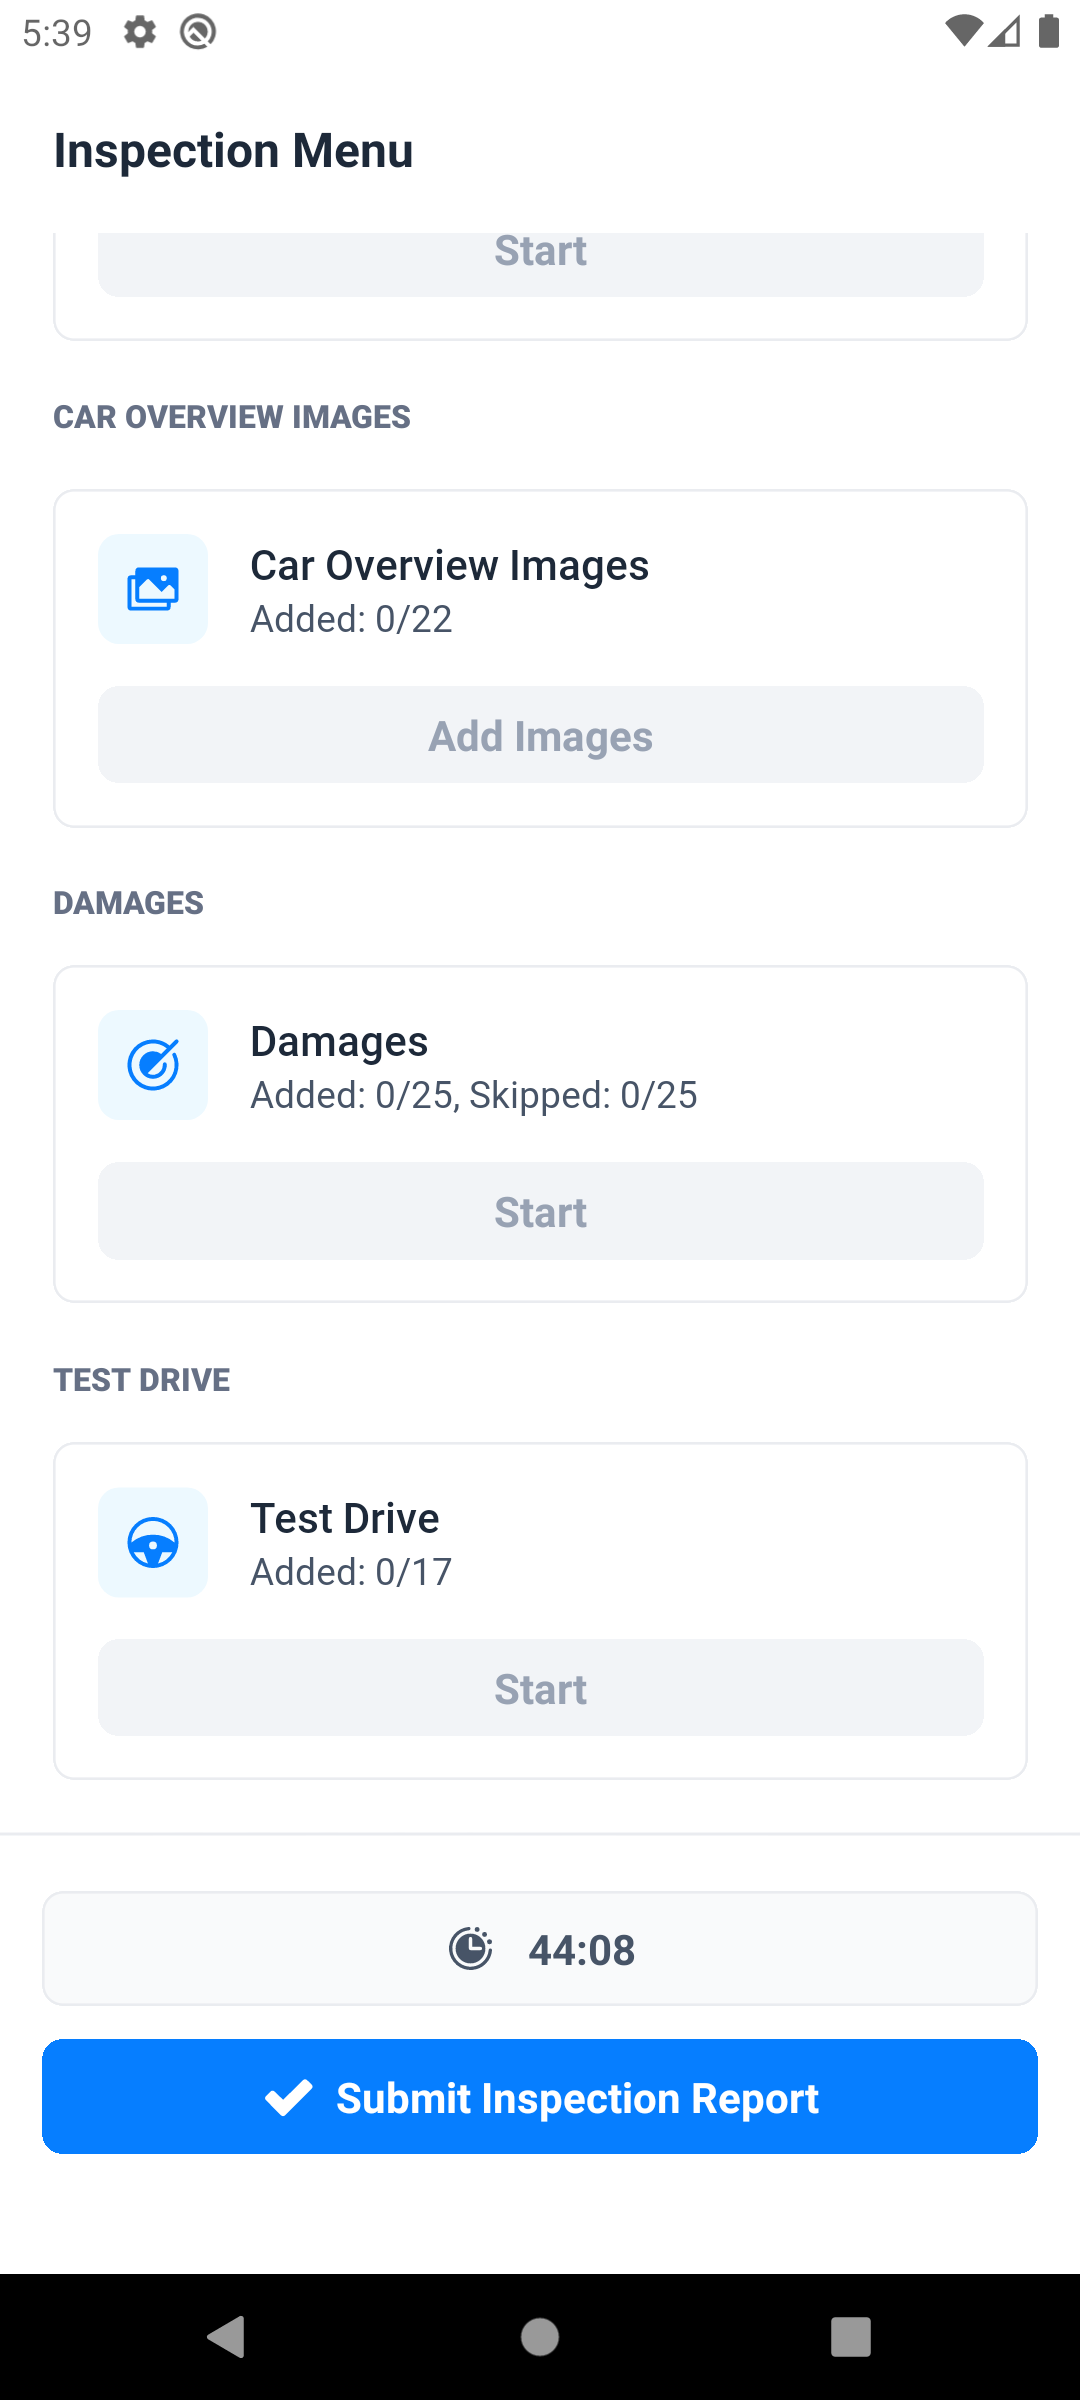 5:39
Inspection Menu
Start
CAR OVERVIEW IMAGES
Car Overview Images
Added: 0/22
Add Images
DAMAGES
Damages
Added: 0/25, Skipped: 0/25
Start
TEST DRIVE
Test Drive
Added: 0/17
Start
44:08
Submit Inspection Report